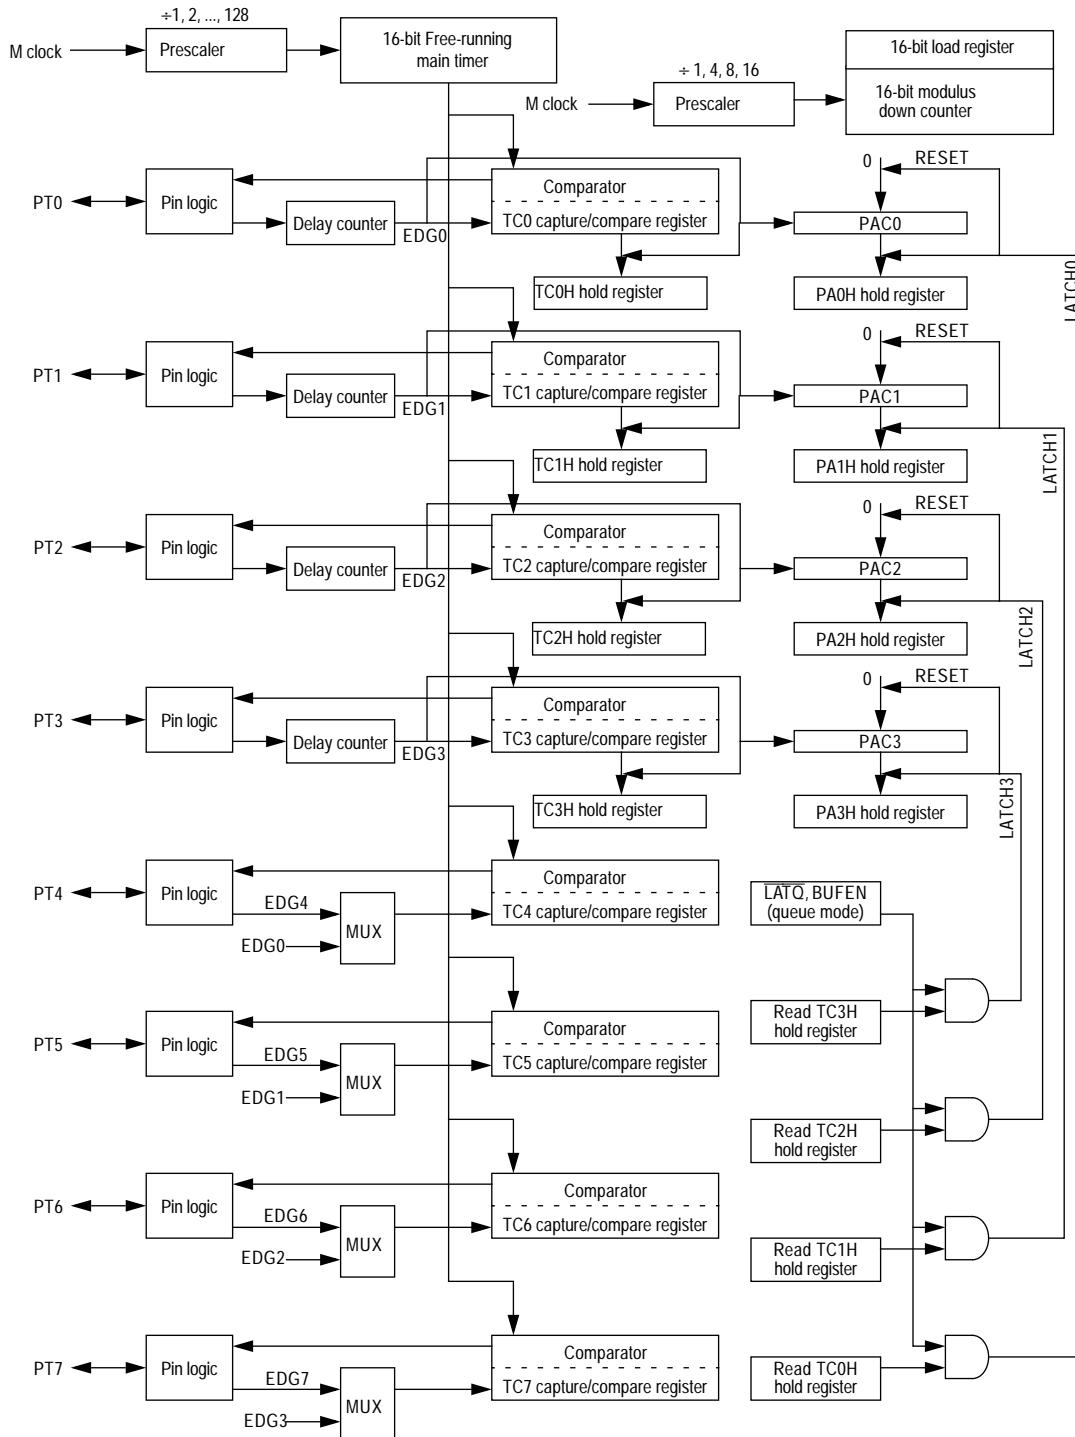 ÷1, 2, ..., 128
M clock
Prescaler
16-bit Free-running
main timer
÷ 1, 4, 8, 16
M clock
Prescaler
16-bit load register
16-bit modulus
down counter
PT0
Pin logic
Delay counter
EDG0
Comparator
TC0 capture/compare register
TC0H hold register
0
RESET
PAC0
PA0H hold register
LATCH0
PT1
Pin logic
Delay counter
EDG1
Comparator
TC1 capture/compare register
TC1H hold register
0
RESET
PAC1
PA1H hold register
LATCH1
PT2
Pin logic
Delay counter
EDG2
Comparator
TC2 capture/compare register
TC2H hold register
0
RESET
PAC2
PA2H hold register
LATCH2
PT3
Pin logic
Delay counter
EDG3
Comparator
TC3 capture/compare register
TC3H hold register
0
RESET
PAC3
PA3H hold register
LATCH3
PT4
Pin logic
EDG4
EDG0
MUX
Comparator
TC4 capture/compare register
L̅A̅T̅Q̅, BUFEN
(queue mode)
PT5
Pin logic
EDG5
EDG1
MUX
Comparator
TC5 capture/compare register
Read TC3H
hold register
Read TC2H
hold register
PT6
Pin logic
EDG6
EDG2
MUX
Comparator
TC6 capture/compare register
Read TC1H
hold register
PT7
Pin logic
EDG7
EDG3
MUX
Comparator
TC7 capture/compare register
Read TC0H
hold register